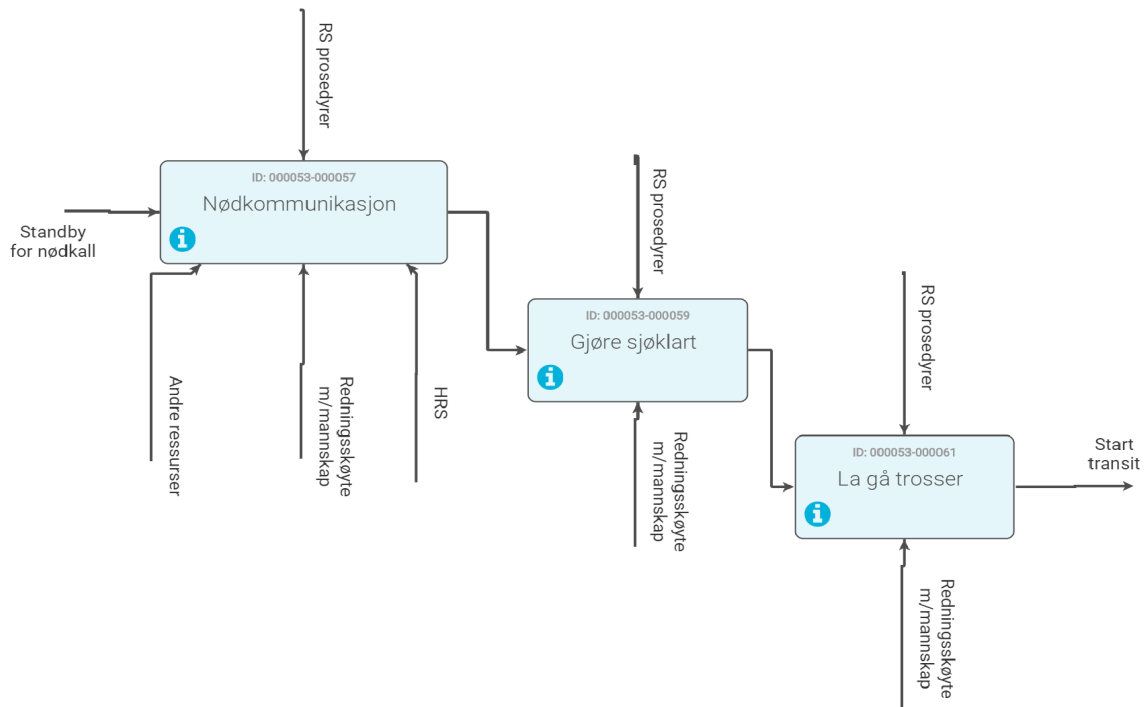 RS prosedyrer
ID: 000053-000057
Nødkommunikasjon
Standby
for nødkall
Andre ressurser
Redningsskøyte
m/mannskap
HRS
RS prosedyrer
ID: 000053-000059
Gjøre sjøklart
Redningsskøyte
m/mannskap
RS prosedyrer
ID: 000053-000061
La gå trosser
Start
transit
Redningsskøyte
m/mannskap